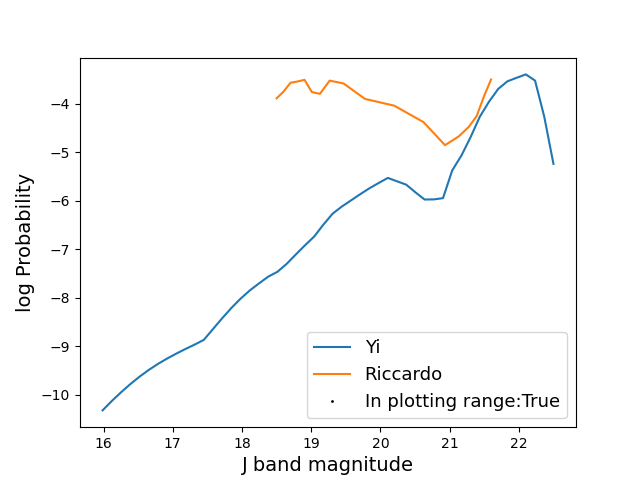 −4
−5
−6
−7
−8
−9
−10
log Probability
Yi
Riccardo
In plotting range:True
16 17 18 19 20 21 22
J band magnitude